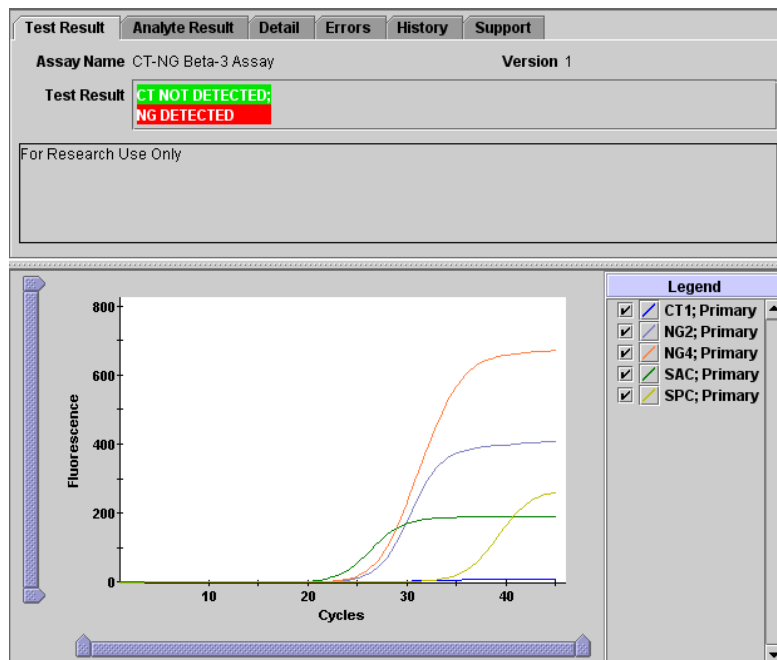 Test Result Analyte Result Detail Errors History Support
Assay Name CT-NG Beta-3 Assay Version 1
Test Result CT NOT DETECTED;
NG DETECTED
For Research Use Only
Legend
CT1; Primary
NG2; Primary
NG4; Primary
SAC; Primary
SPC; Primary
800
600
400
200
0
Fluorescence
10 20 30 40
Cycles